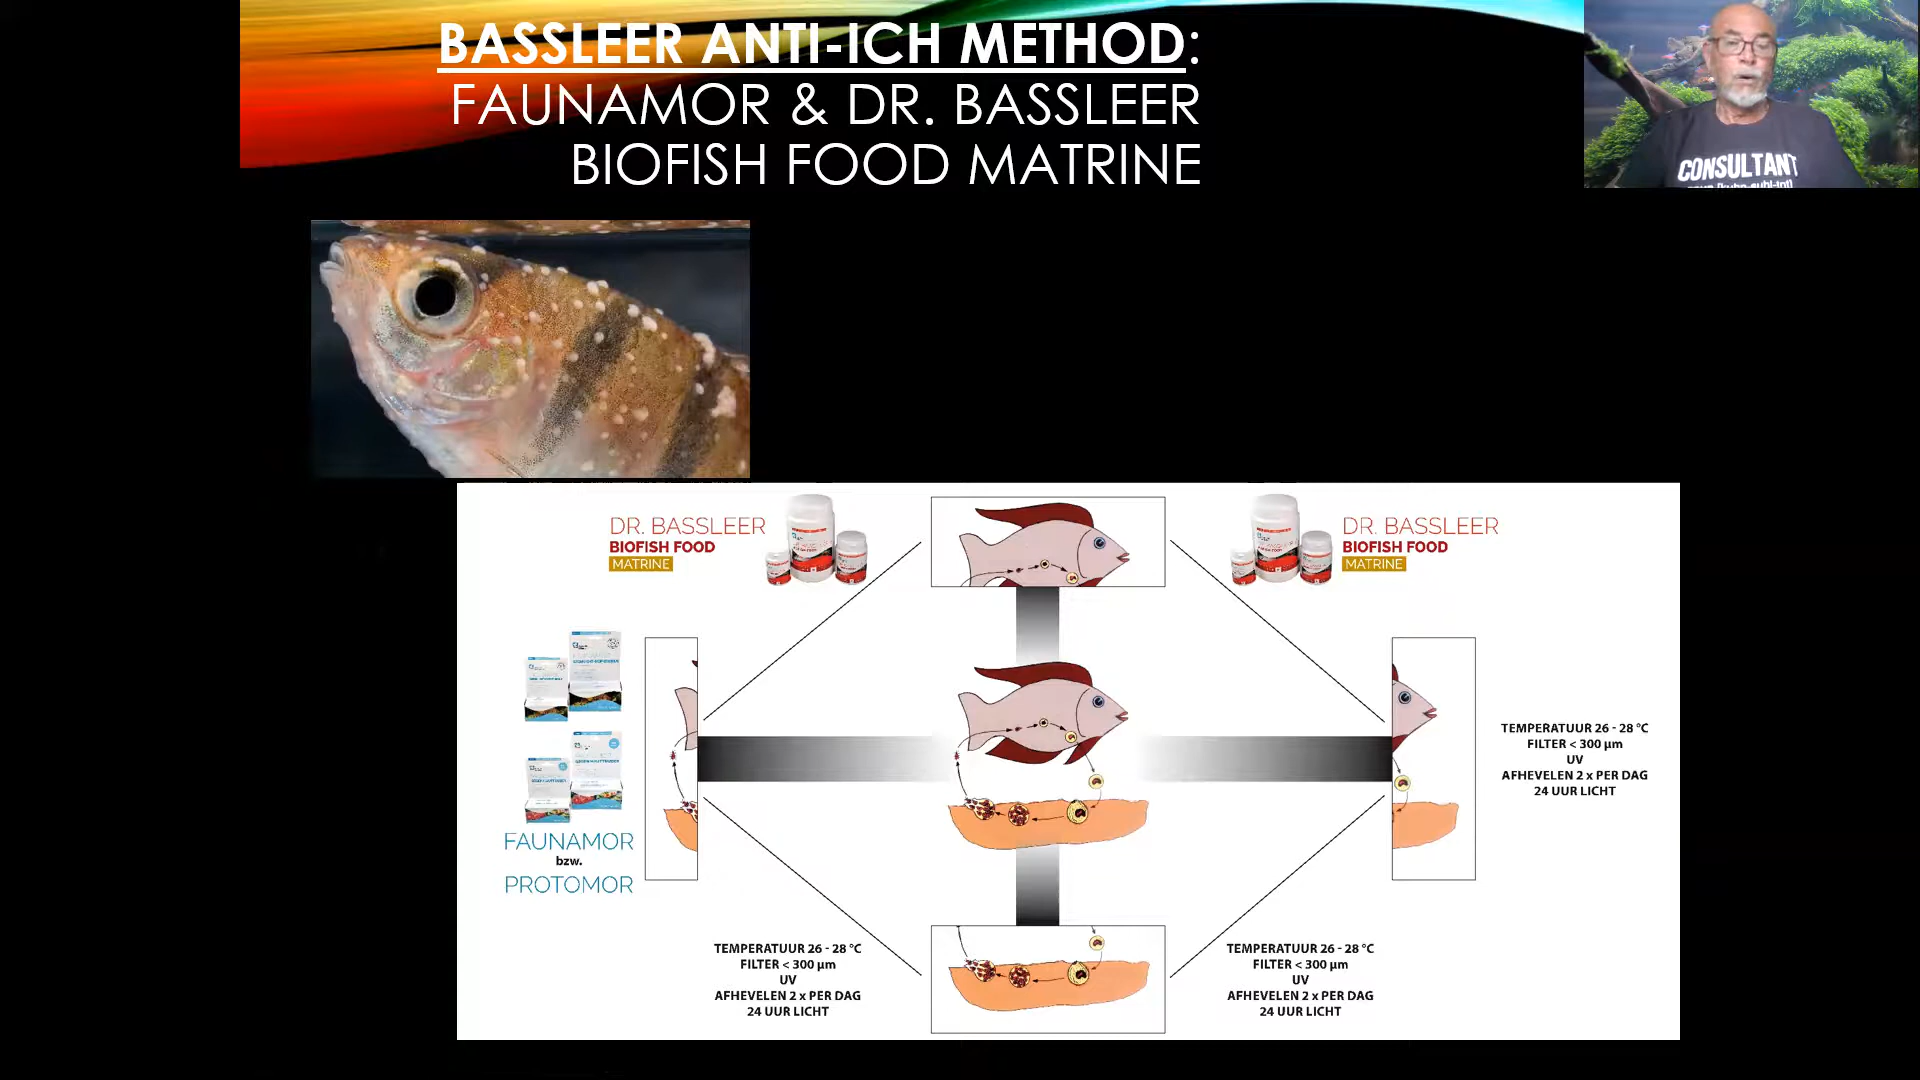 BASSLEER ANTI-ICH METHOD:
FAUNAMOR & DR. BASSLEER
BIOFISH FOOD MATRINE
CONSULTANT
DR. BASSLEER
BIOFISH FOOD
MATRINE
DR. BASSLEER
BIOFISH FOOD
MATRINE
FAUNAMOR
bzw.
PROTOMOR
TEMPERATUUR 26 - 28 °C
FILTER < 300 µm
UV
AFHEVELEN 2 x PER DAG
24 UUR LICHT
TEMPERATUUR 26 - 28 °C
FILTER < 300 µm
UV
AFHEVELEN 2 x PER DAG
24 UUR LICHT
TEMPERATUUR 26 - 28 °C
FILTER < 300 µm
UV
AFHEVELEN 2 x PER DAG
24 UUR LICHT